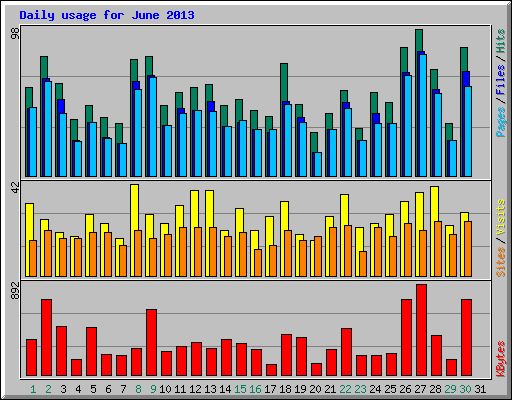 Daily usage for June 2013
98
Pages / Files / Hits
42
Sites / Visits
892
KBytes
1 2 3 4 5 6 7 8 9 10 11 12 13 14 15 16 17 18 19 20 21 22 23 24 25 26 27 28 29 30 31